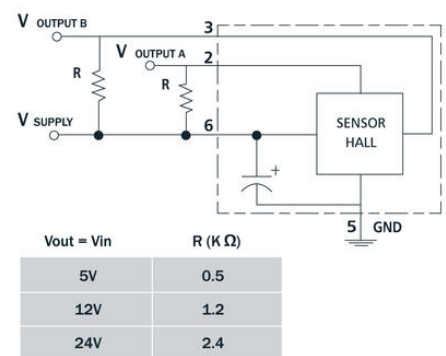 V OUTPUT B
3
V OUTPUT A
2
R
R
V SUPPLY
6
SENSOR
HALL
+
5 GND
Vout = Vin R (K Ω)
5V 0.5
12V 1.2
24V 2.4